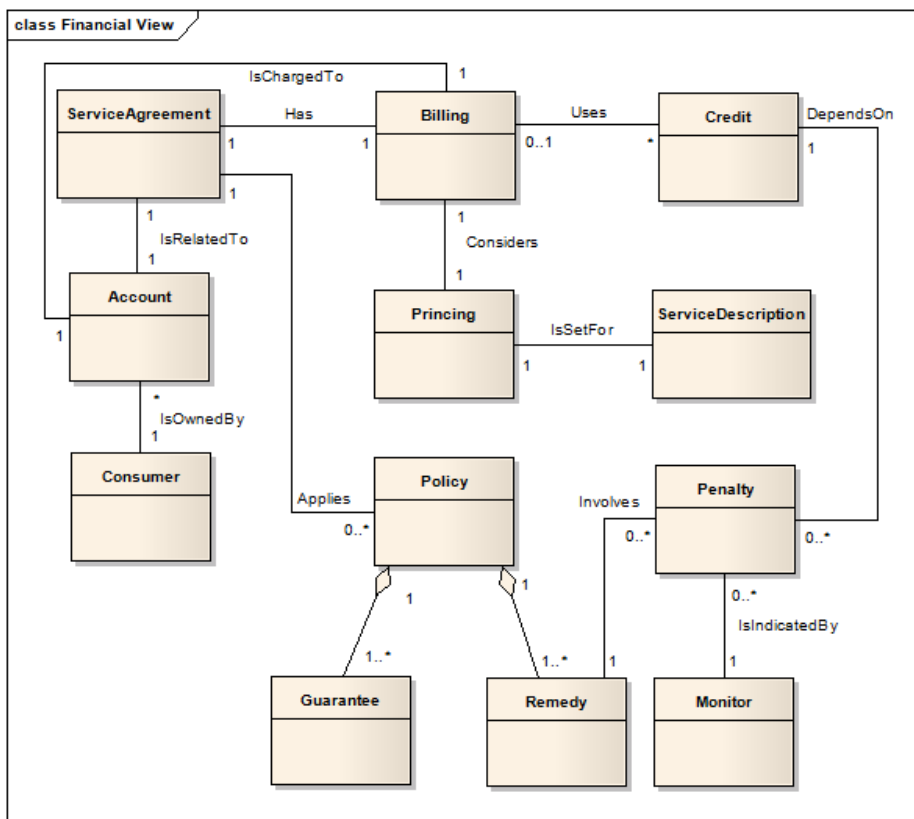 class Financial View
IsChargedTo
1
ServiceAgreement
Has
1
1
Billing
Uses
0..1
*
Credit
DependsOn
1
1
1
IsRelatedTo
1
1
Considers
1
Account
1
Princing
IsSetFor
1
1
ServiceDescription
*
IsOwnedBy
1
Consumer
Applies
0..*
Policy
Involves
0..*
Penalty
0..*
1
1
0..*
IsIndicatedBy
1..*
1..*
1
1
Guarantee
Remedy
Monitor